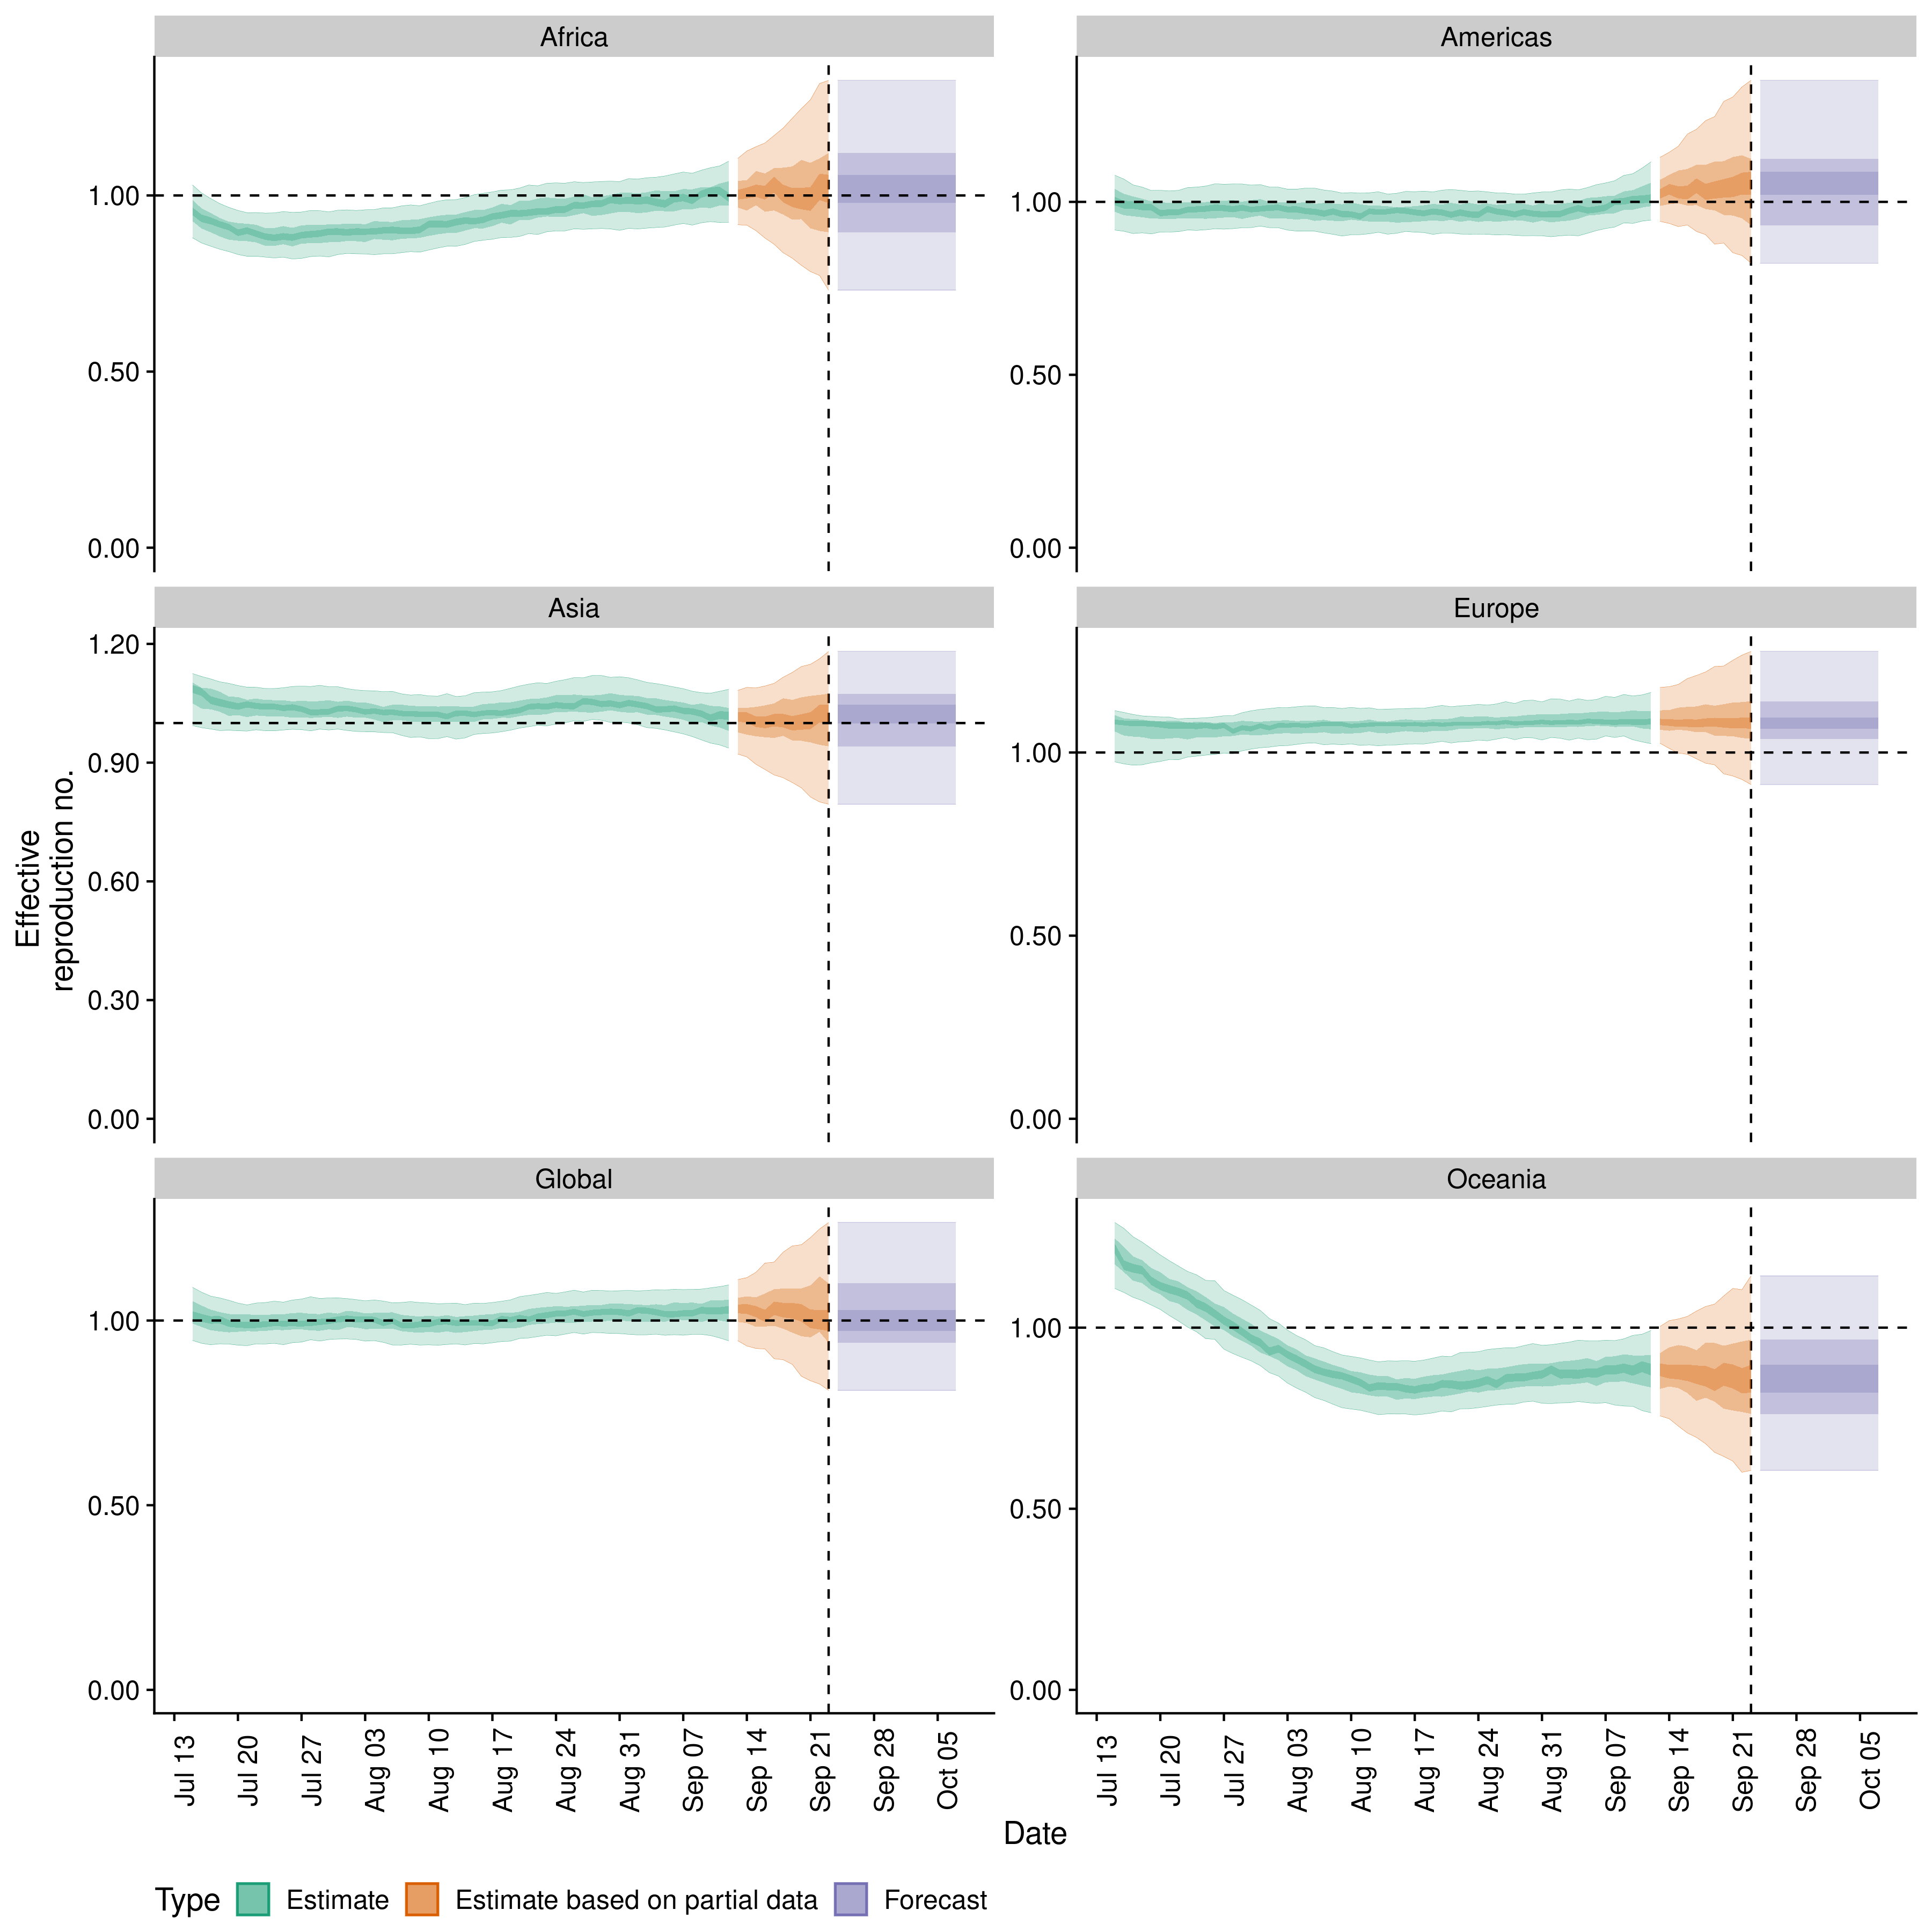 Africa
Americas
1.00
0.50
0.00
1.00
0.50
0.00
Asia
Europe
1.20
0.90
0.60
0.30
0.00
1.00
0.50
0.00
Effective
reproduction no.
Global
Oceania
1.00
0.50
0.00
1.00
0.50
0.00
Jul 13
Jul 20
Jul 27
Aug 03
Aug 10
Aug 17
Aug 24
Aug 31
Sep 07
Sep 14
Sep 21
Sep 28
Oct 05
Jul 13
Jul 20
Jul 27
Aug 03
Aug 10
Aug 17
Aug 24
Aug 31
Sep 07
Sep 14
Sep 21
Sep 28
Oct 05
Date
Type Estimate Estimate based on partial data Forecast